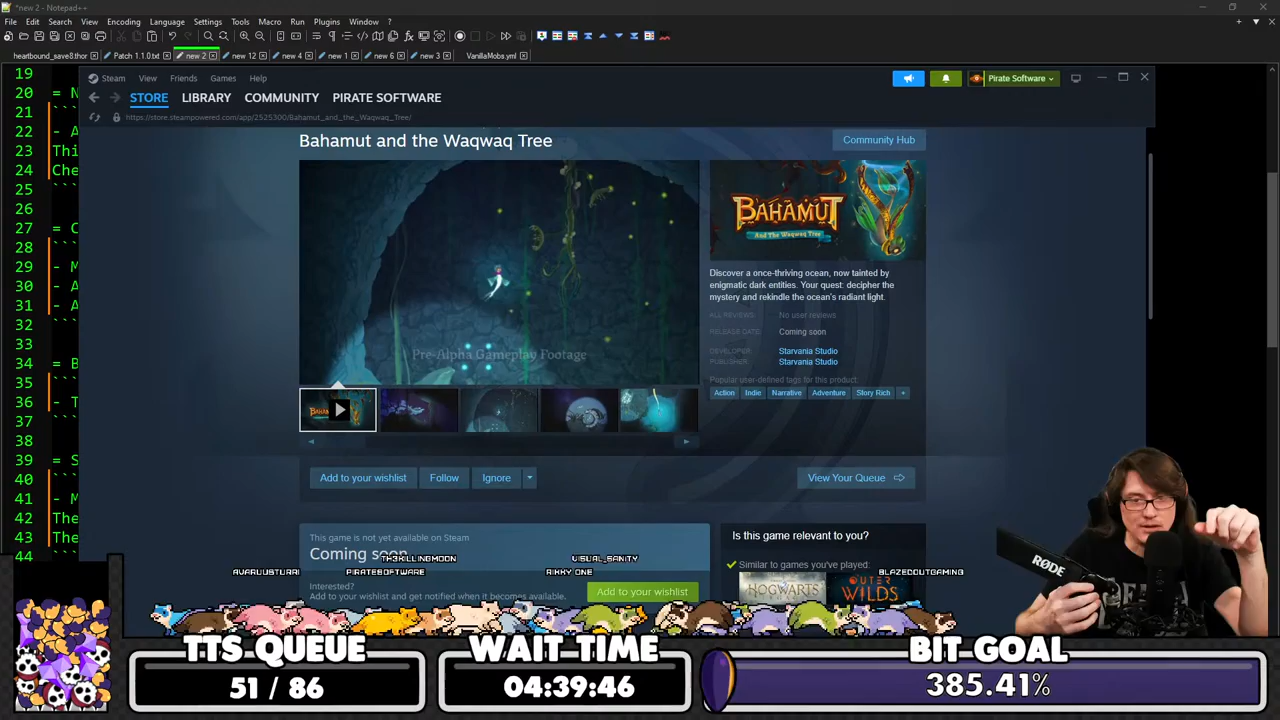 *new 2 - Notepad++
File Edit Search View Encoding Language Settings Tools Macro Run Plugins Window ?
heartbound_save8.thor Patch 1.1.0.txt new 2 new 12 new 4 new 1 new 6 new 3 VanillaMobs.yml
19
20 = N
21 ```
22 - A
23 Thi
24 Che
25 ```
26
27 = C
28 ```
29 - M
30 - A
31 - A
32 ```
33
34 = B
35 ```
36 - T
37 ```
38
39 = S
40 ```
41 - M
42 The
43 The
44 ```
Steam View Friends Games Help
Pirate Software
STORE LIBRARY COMMUNITY PIRATE SOFTWARE
https://store.steampowered.com/app/2525300/Bahamut_and_the_Waqwaq_Tree/
Bahamut and the Waqwaq Tree
Community Hub
Pre-Alpha Gameplay Footage
BAHAMUT
And The Waqwaq Tree
Discover a once-thriving ocean, now tainted by
enigmatic dark entities. Your quest: decipher the
mystery and rekindle the ocean's radiant light.
ALL REVIEWS: No user reviews
RELEASE DATE: Coming soon
DEVELOPER: Starvania Studio
PUBLISHER: Starvania Studio
Popular user-defined tags for this product:
Action Indie Narrative Adventure Story Rich +
Add to your wishlist Follow Ignore
View Your Queue
This game is not yet available on Steam
Coming soon
Interested?
Add to your wishlist and get notified when it becomes available.
Add to your wishlist
Is this game relevant to you?
Similar to games you've played:
HOGWARTS
OUTER WILDS
TH3KILLINGMOON
VISUAL_SANITY
PIRATESOFTWARE
RIKKY ONE
BLAZEDOUTGAMING
RØDE
TTS QUEUE
51 / 86
WAIT TIME
04:39:46
BIT GOAL
385.41%